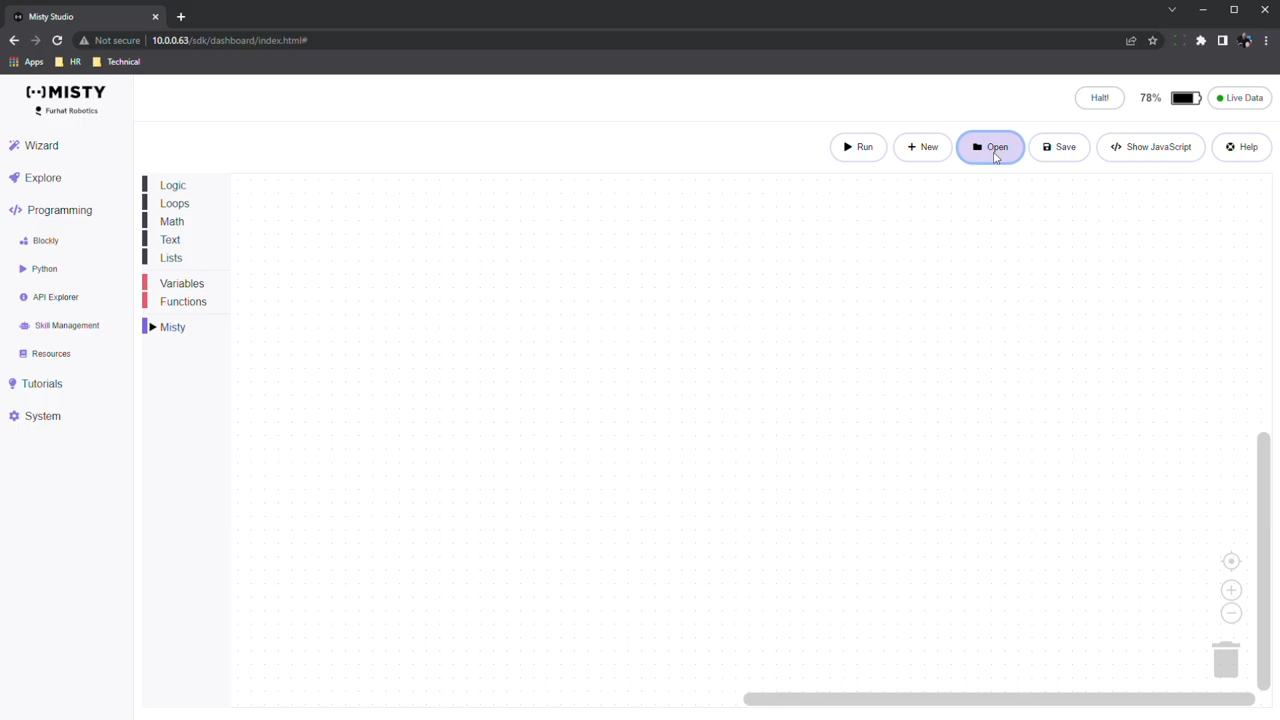 Misty Studio
Not secure | 10.0.0.63/sdk/dashboard/index.html#
Apps HR Technical
MISTY
Furhat Robotics
Halt! 78% Live Data
Run New Open Save </> Show JavaScript Help
Wizard
Explore
</> Programming
Blockly
Python
API Explorer
Skill Management
Resources
Tutorials
System
Logic
Loops
Math
Text
Lists
Variables
Functions
Misty